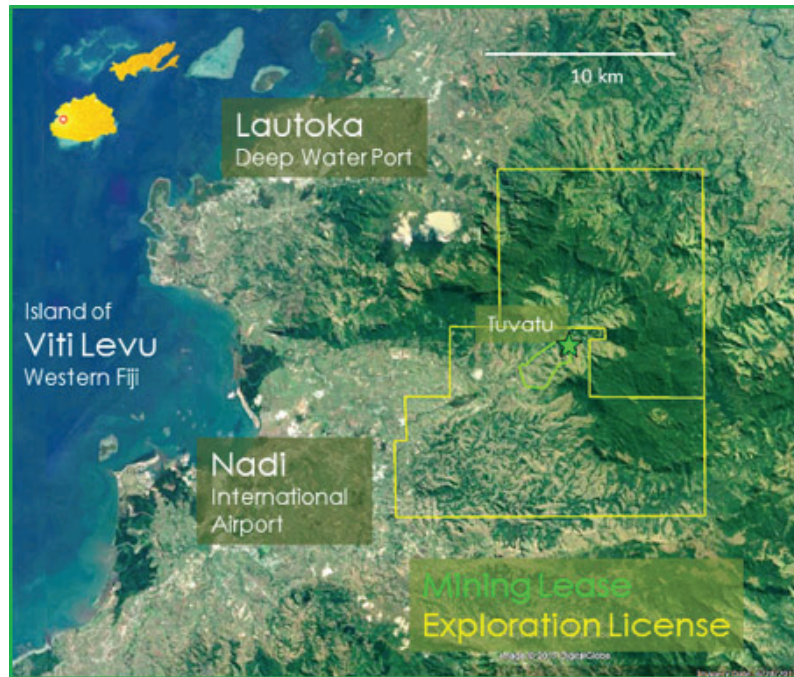 10 km
Lautoka
Deep Water Port
Island of
Viti Levu
Western Fiji
Tuvatu
Nadi
International
Airport
Mining Lease
Exploration License